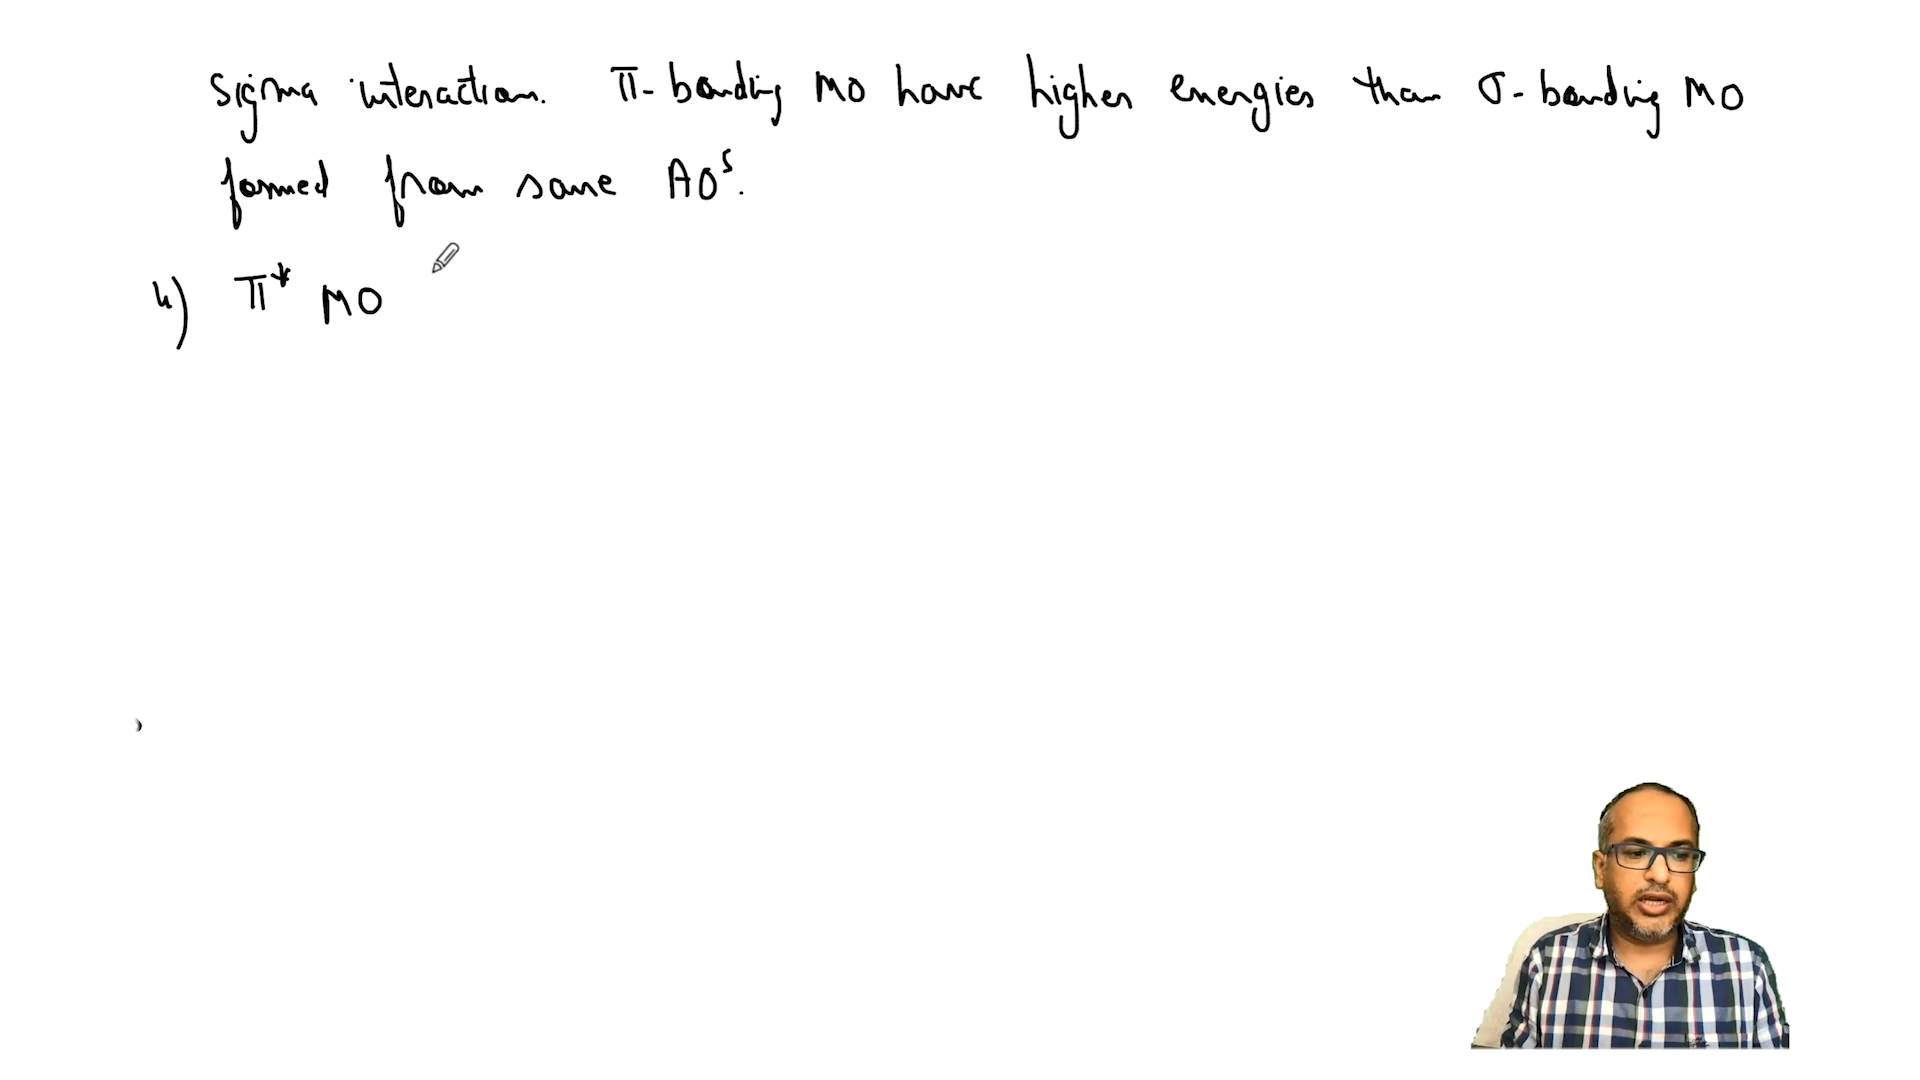 sigma interaction. π-bonding MO have higher energies than σ-bonding MO
formed from same AOˢ.
4) π* MO